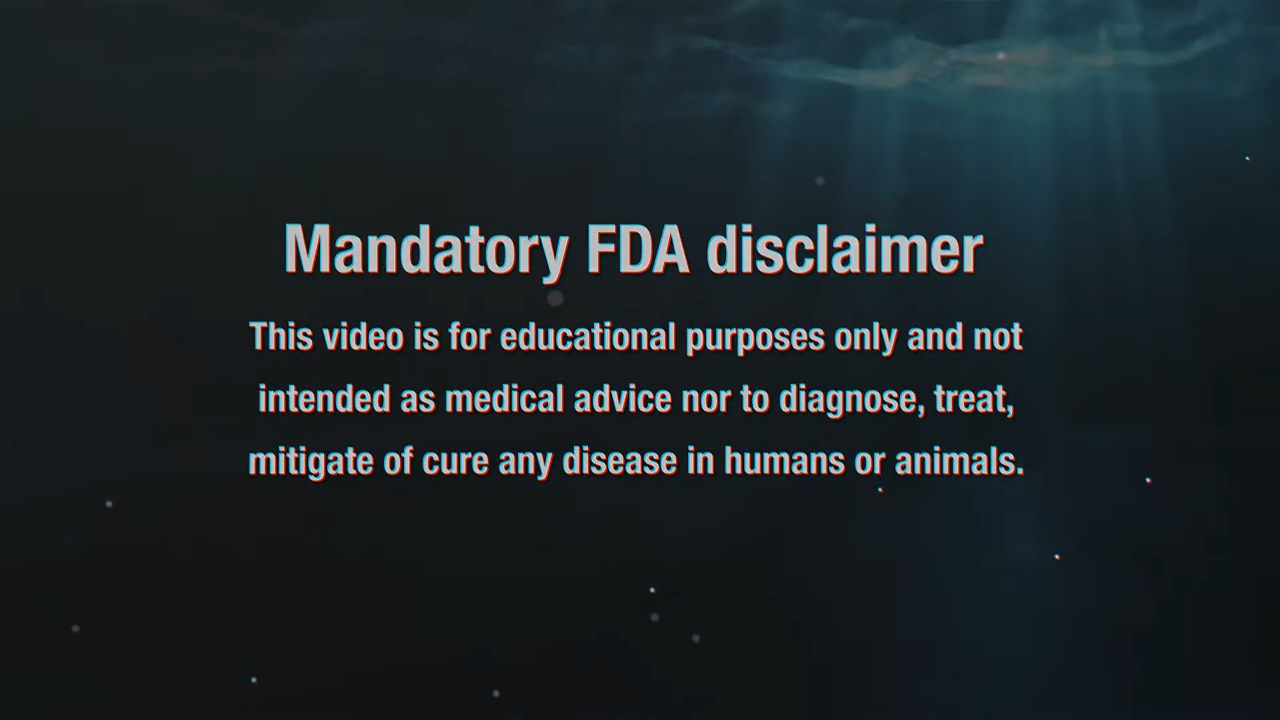 Mandatory FDA disclaimer
This video is for educational purposes only and not
intended as medical advice nor to diagnose, treat,
mitigate of cure any disease in humans or animals.